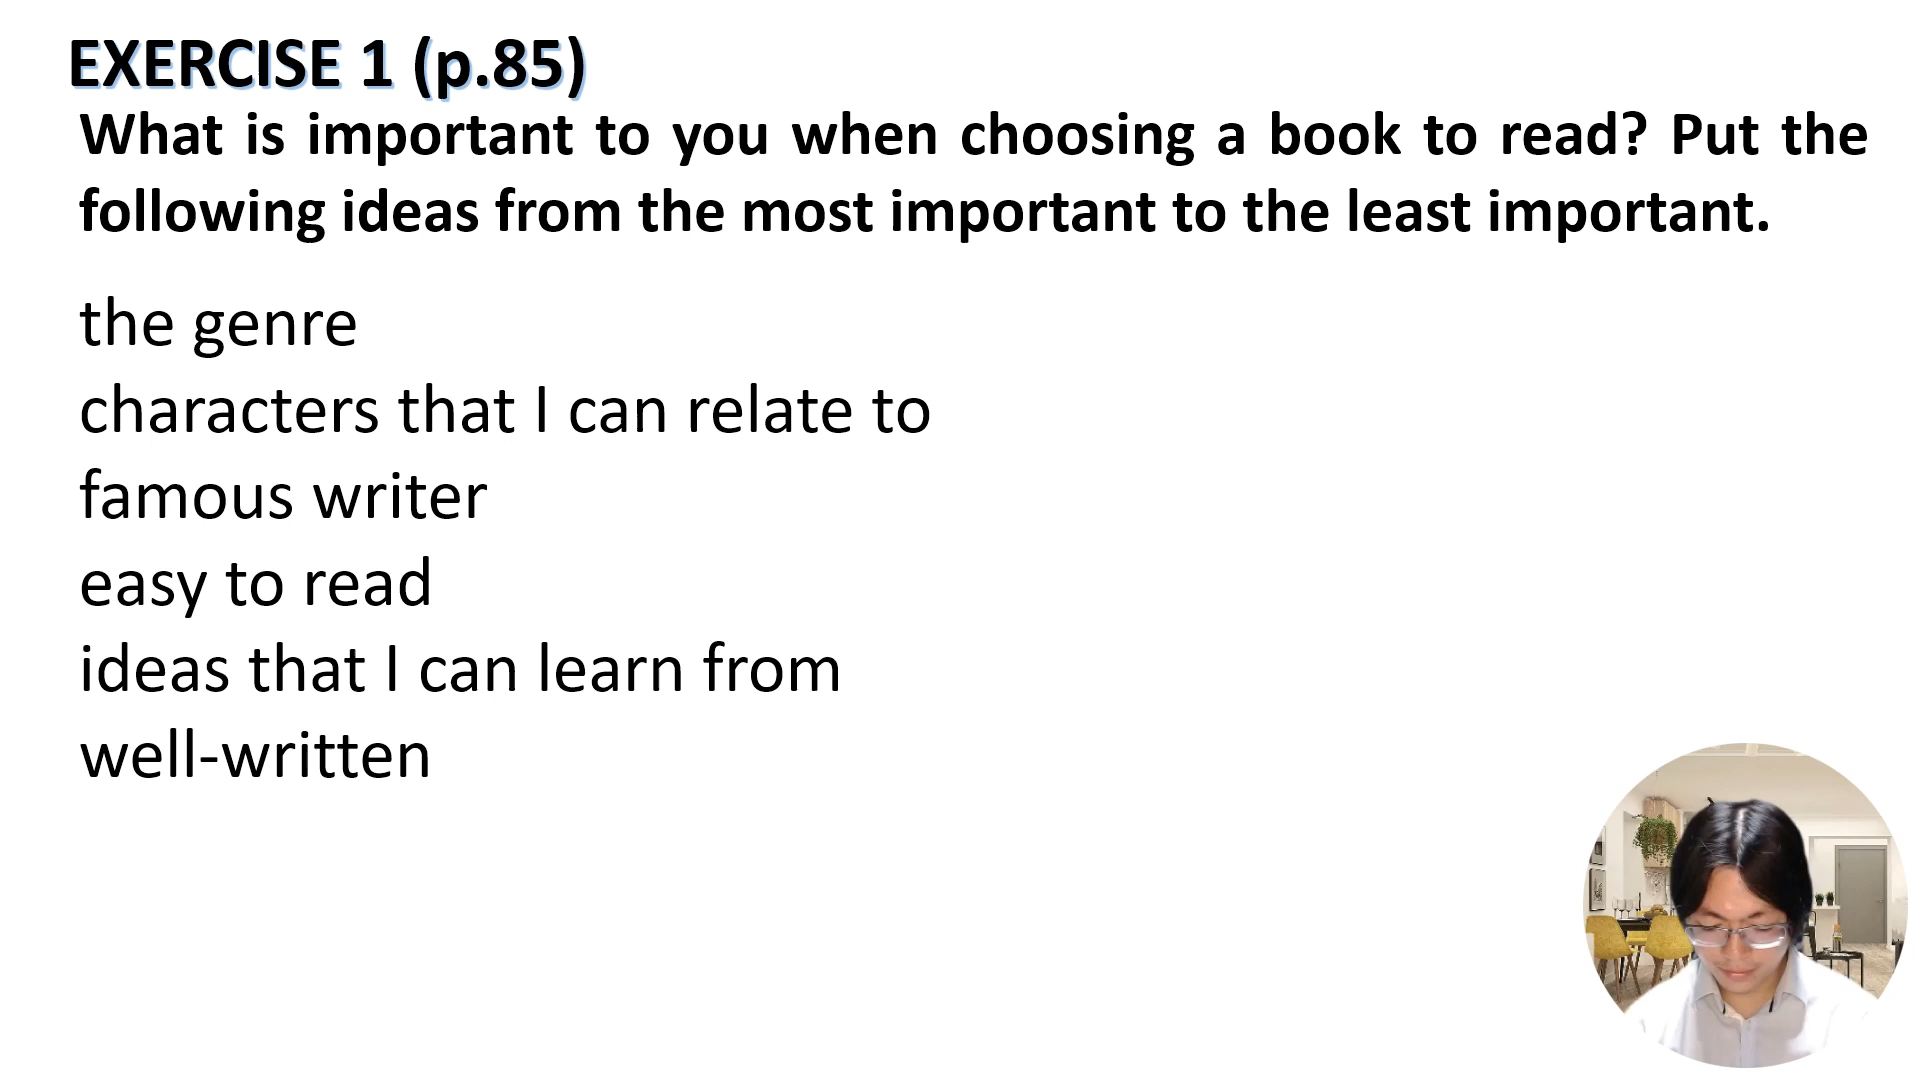 EXERCISE 1 (p.85)
What is important to you when choosing a book to read? Put the
following ideas from the most important to the least important.
the genre
characters that I can relate to
famous writer
easy to read
ideas that I can learn from
well-written